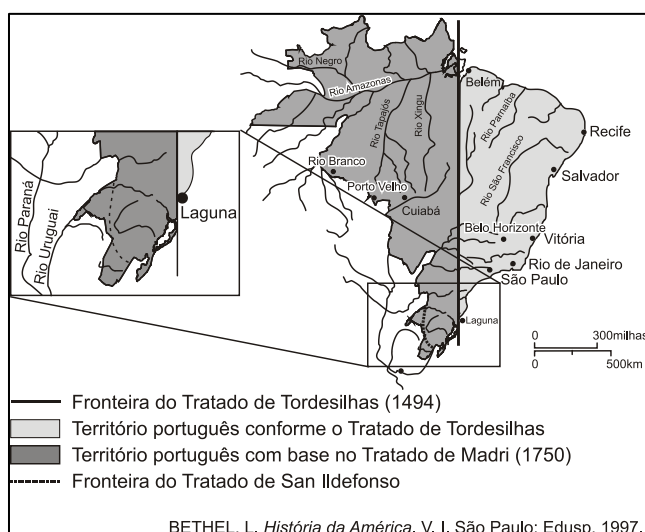 Rio Negro
Rio Amazonas
Belém
Rio Tapajós
Rio Xingu
Rio Parnaíba
Recife
Rio São Francisco
Rio Branco
Salvador
Porto Velho
Cuiabá
Belo Horizonte
Vitória
Rio de Janeiro
São Paulo
Laguna
Rio Paraná
Rio Uruguai
Laguna
0 300milhas
0 500km
Fronteira do Tratado de Tordesilhas (1494)
Território português conforme o Tratado de Tordesilhas
Território português com base no Tratado de Madri (1750)
Fronteira do Tratado de San Ildefonso
BETHEL, L. História da América. V. I. São Paulo: Edusp, 1997.